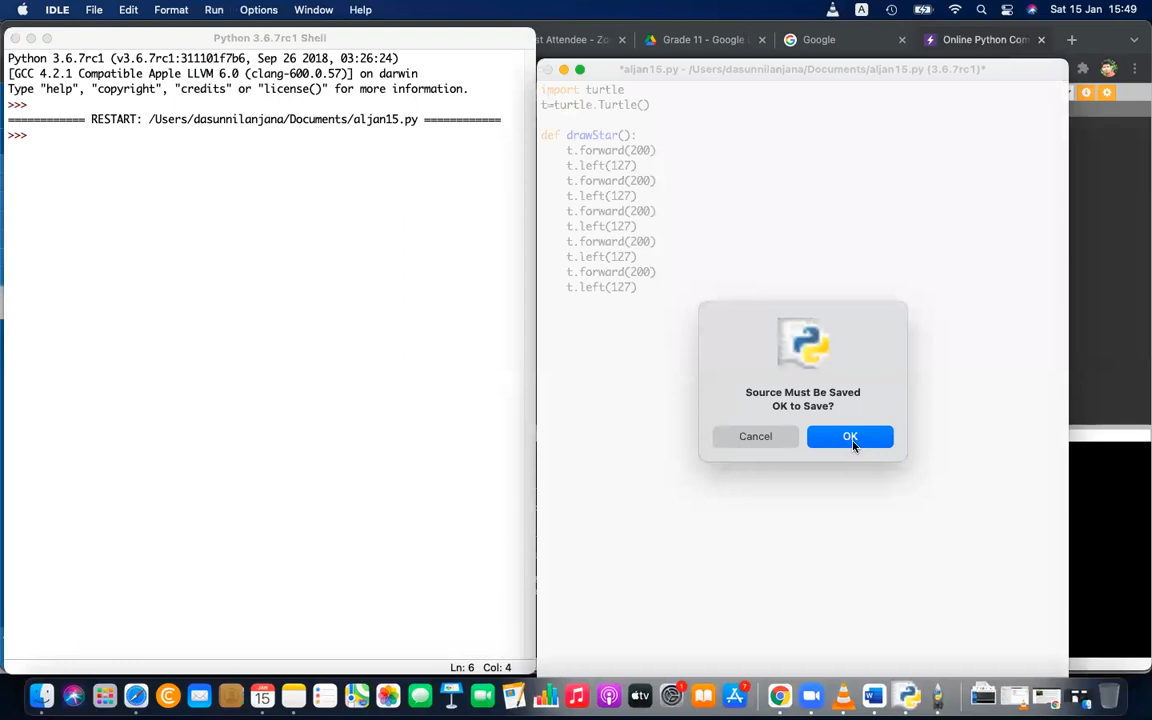 IDLE File Edit Format Run Options Window Help
Sat 15 Jan 15:49
Python 3.6.7rc1 Shell
Python 3.6.7rc1 (v3.6.7rc1:311101f7b6, Sep 26 2018, 03:26:24)
[GCC 4.2.1 Compatible Apple LLVM 6.0 (clang-600.0.57)] on darwin
Type "help", "copyright", "credits" or "license()" for more information.
>>>
============ RESTART: /Users/dasunnilanjana/Documents/aljan15.py ============
>>>
Ln: 6 Col: 4
st Attendee - Zo
Grade 11 - Google
Google
Online Python Com
*aljan15.py - /Users/dasunnilanjana/Documents/aljan15.py (3.6.7rc1)*
import turtle
t=turtle.Turtle()
def drawStar():
t.forward(200)
t.left(127)
t.forward(200)
t.left(127)
t.forward(200)
t.left(127)
t.forward(200)
t.left(127)
t.forward(200)
t.left(127)
Source Must Be Saved
OK to Save?
Cancel
OK
JAN
15
tv